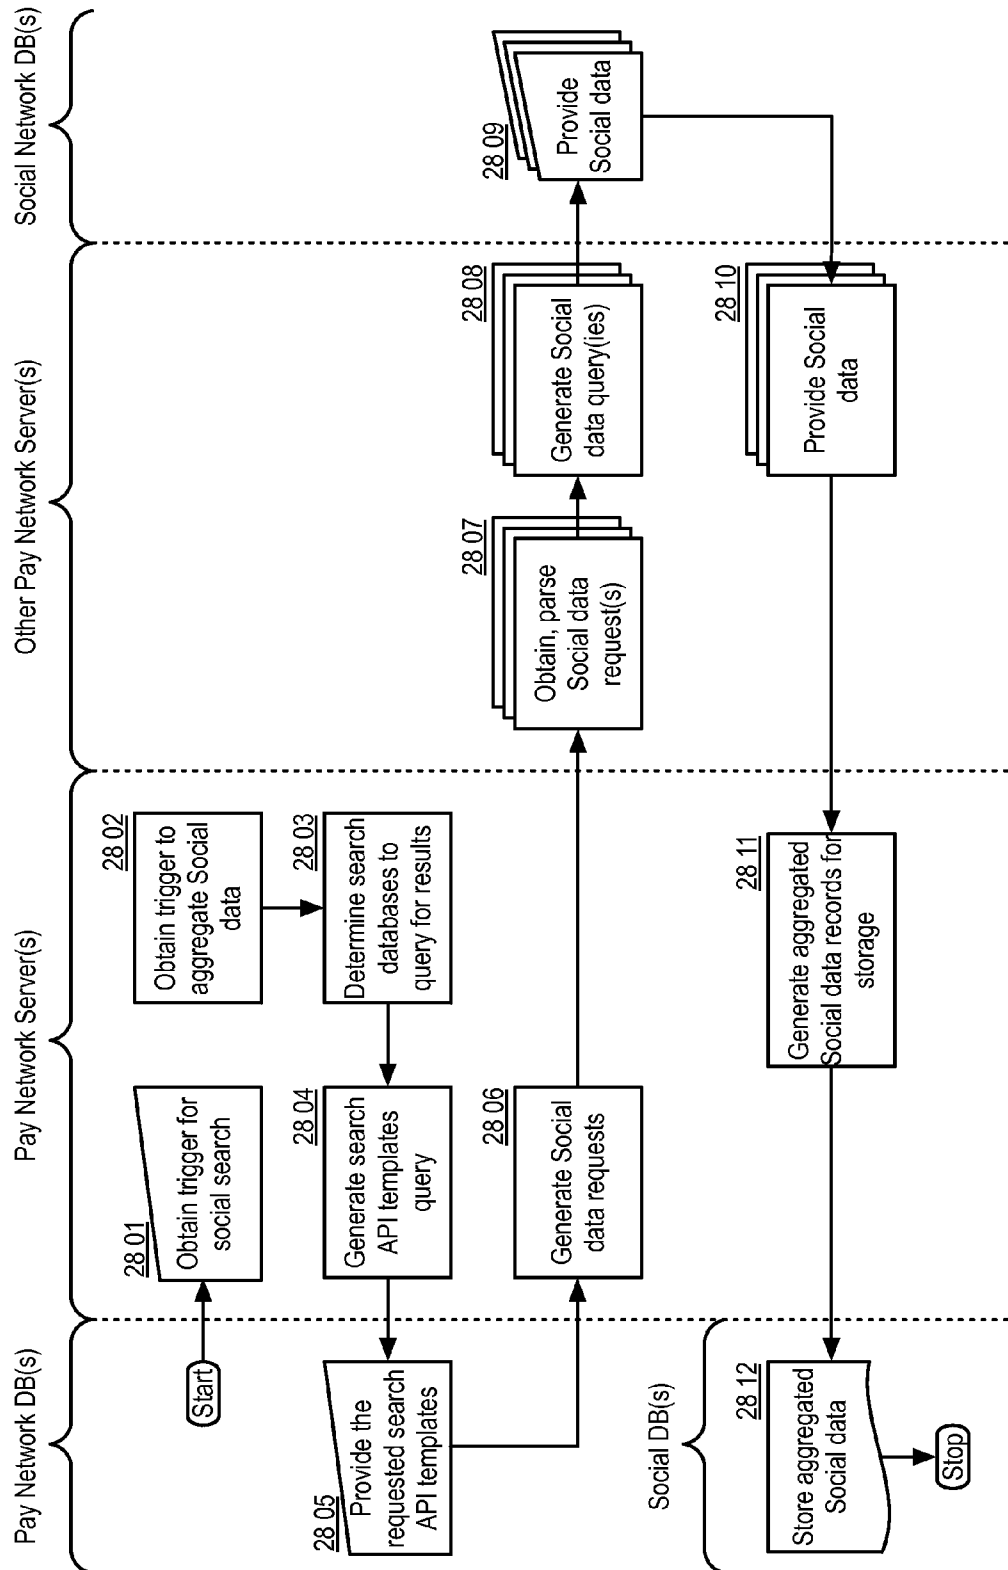 Pay Network DB(s)
Pay Network Server(s)
Other Pay Network Server(s)
Social Network DB(s)
Start
28 01
Obtain trigger for
social search
28 02
Obtain trigger to
aggregate Social
data
28 03
Determine search
databases to
query for results
28 04
Generate search
API templates
query
28 05
Provide the
requested search
API templates
28 06
Generate Social
data requests
28 07
Obtain, parse
Social data
request(s)
28 08
Generate Social
data query(ies)
28 09
Provide
Social data
28 10
Provide Social
data
28 11
Generate aggregated
Social data records for
storage
Social DB(s)
28 12
Store aggregated
Social data
Stop